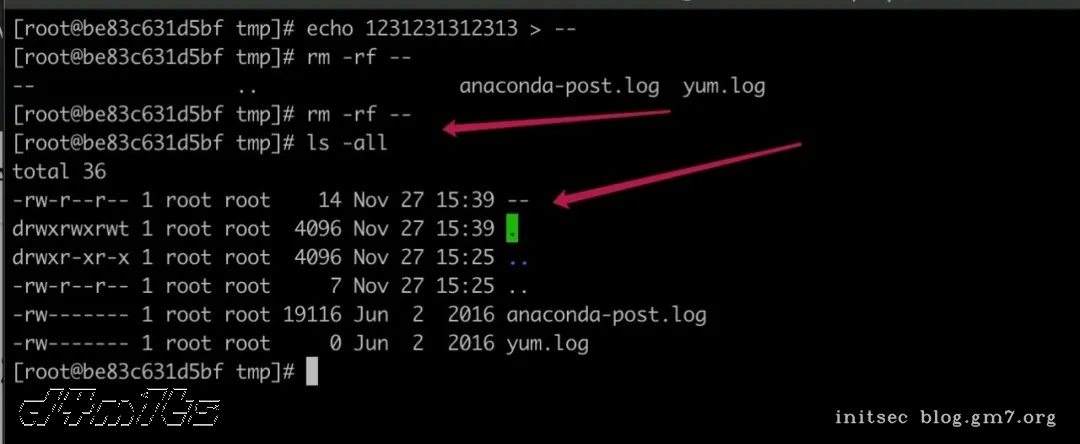 [root@be83c631d5bf tmp]# echo 1231231312313 > --
[root@be83c631d5bf tmp]# rm -rf --
-- .. anaconda-post.log yum.log
[root@be83c631d5bf tmp]# rm -rf --
[root@be83c631d5bf tmp]# ls -all
total 36
-rw-r--r-- 1 root root 14 Nov 27 15:39 --
drwxrwxrwt 1 root root 4096 Nov 27 15:39 .
drwxr-xr-x 1 root root 4096 Nov 27 15:25 ..
-rw-r--r-- 1 root root 7 Nov 27 15:25 ..
-rw------- 1 root root 19116 Jun 2 2016 anaconda-post.log
-rw------- 1 root root 0 Jun 2 2016 yum.log
[root@be83c631d5bf tmp]#
d4m1ts
initsec blog.gm7.org